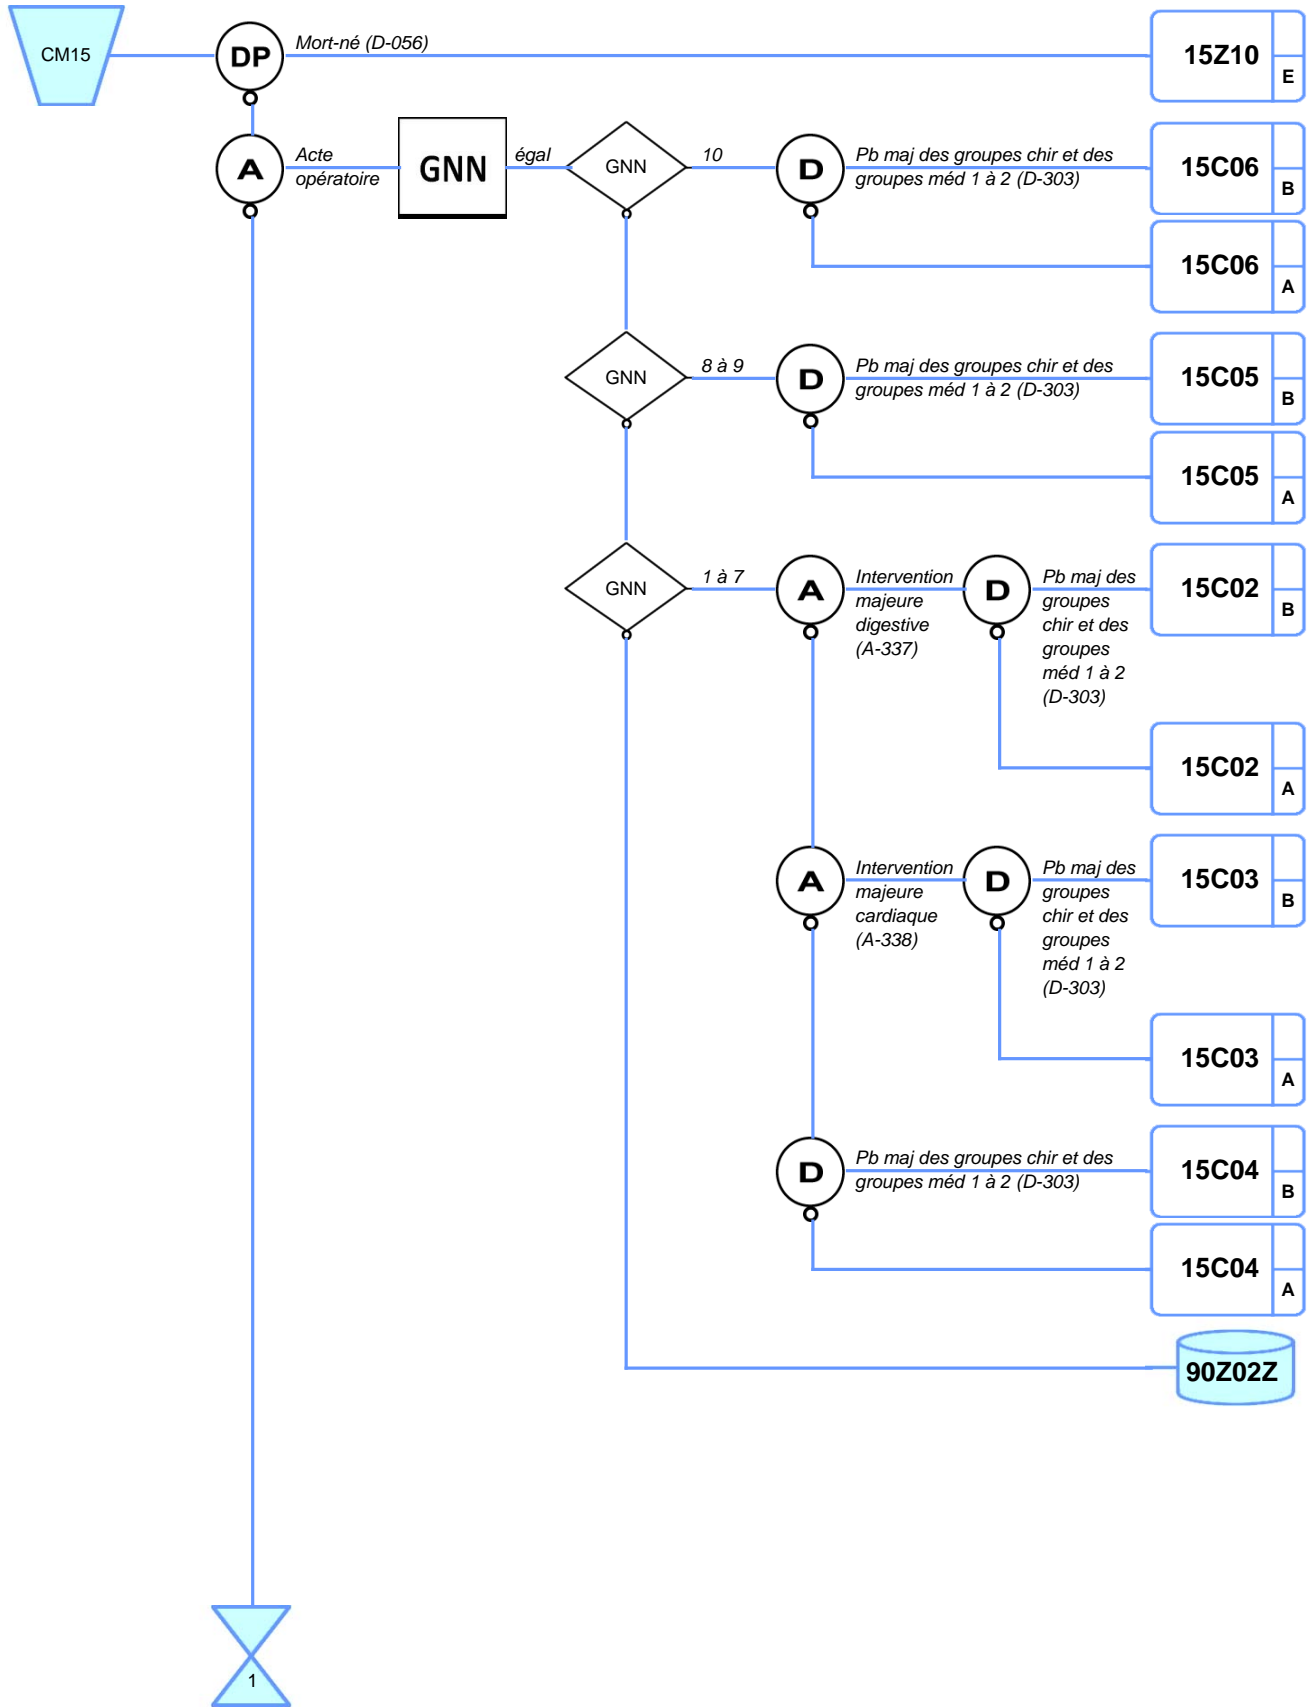 CM15
DP
Mort-né (D-056)
15Z10
E
A
Acte
opératoire
GNN
égal
GNN
10
D
Pb maj des groupes chir et des
groupes méd 1 à 2 (D-303)
15C06
B
15C06
A
GNN
8 à 9
D
Pb maj des groupes chir et des
groupes méd 1 à 2 (D-303)
15C05
B
15C05
A
GNN
1 à 7
A
Intervention
majeure
digestive
(A-337)
D
Pb maj des
groupes
chir et des
groupes
méd 1 à 2
(D-303)
15C02
B
15C02
A
A
Intervention
majeure
cardiaque
(A-338)
D
Pb maj des
groupes
chir et des
groupes
méd 1 à 2
(D-303)
15C03
B
15C03
A
D
Pb maj des groupes chir et des
groupes méd 1 à 2 (D-303)
15C04
B
15C04
A
90Z02Z
1